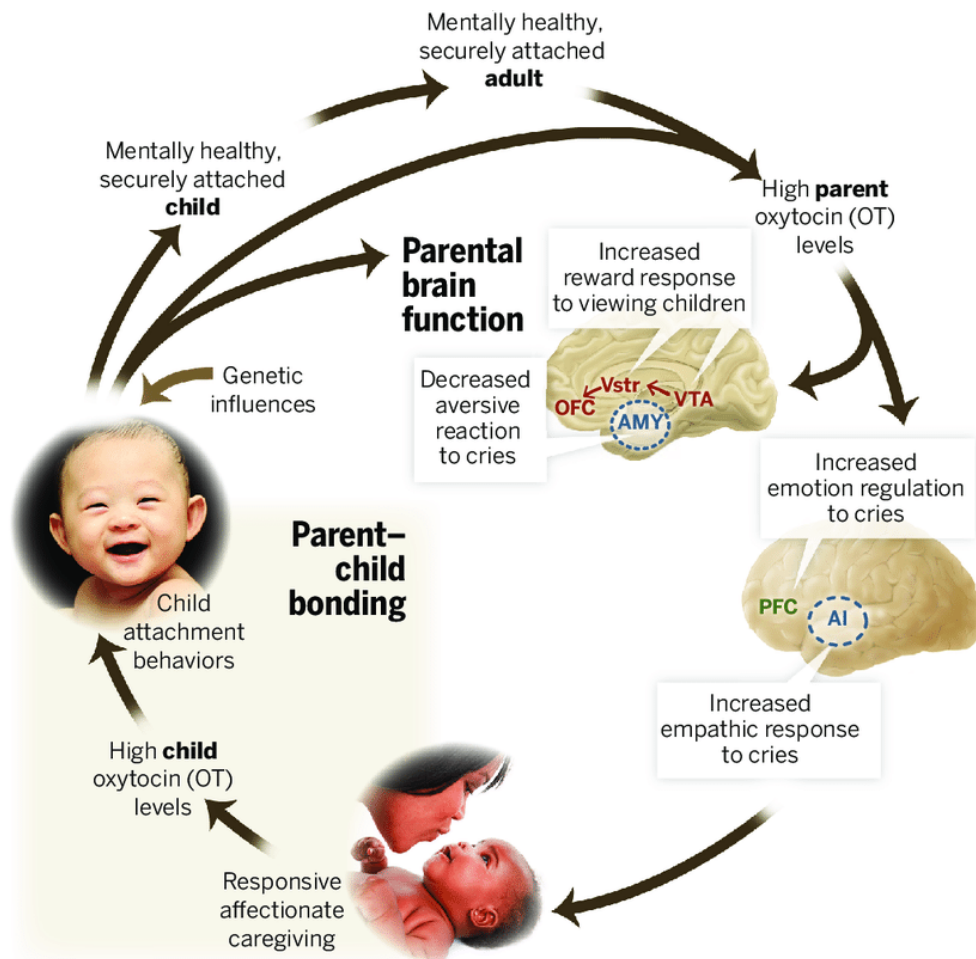 Mentally healthy,
securely attached
adult
Mentally healthy,
securely attached
child
High parent
oxytocin (OT)
levels
Parental
brain
function
Increased
reward response
to viewing children
Genetic
influences
Decreased
aversive
reaction
to cries
OFC
Vstr
VTA
AMY
Increased
emotion regulation
to cries
PFC
AI
Increased
empathic response
to cries
Parent–
child
bonding
Child
attachment
behaviors
High child
oxytocin (OT)
levels
Responsive
affectionate
caregiving